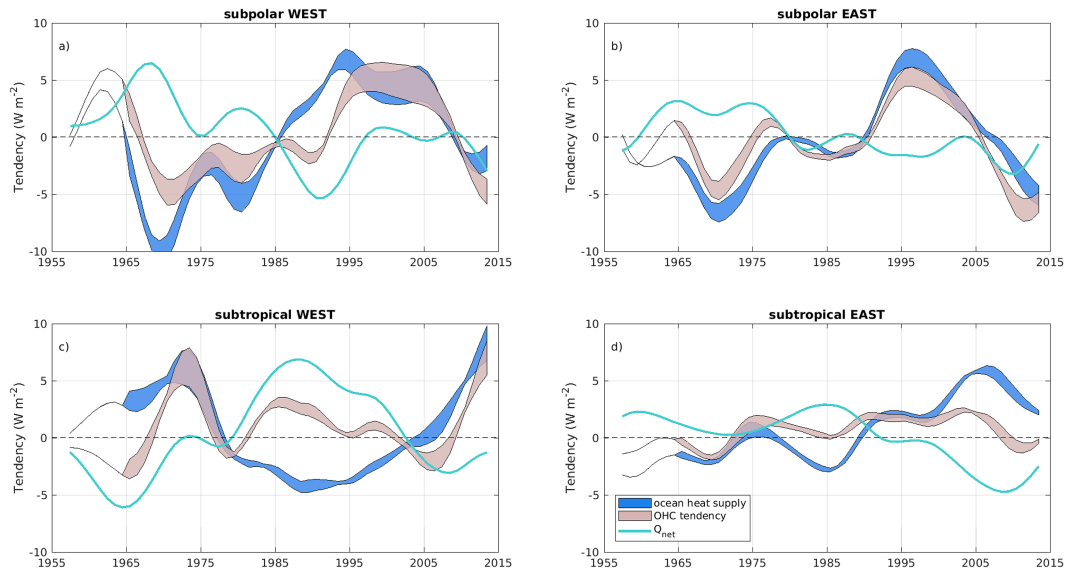 subpolar WEST
a)
Tendency (W m-2)
10
5
0
-5
-10
1955 1965 1975 1985 1995 2005 2015
subpolar EAST
b)
Tendency (W m-2)
10
5
0
-5
-10
1955 1965 1975 1985 1995 2005 2015
subtropical WEST
c)
Tendency (W m-2)
10
5
0
-5
-10
1955 1965 1975 1985 1995 2005 2015
subtropical EAST
d)
Tendency (W m-2)
10
5
0
-5
-10
1955 1965 1975 1985 1995 2005 2015
ocean heat supply
OHC tendency
Qnet